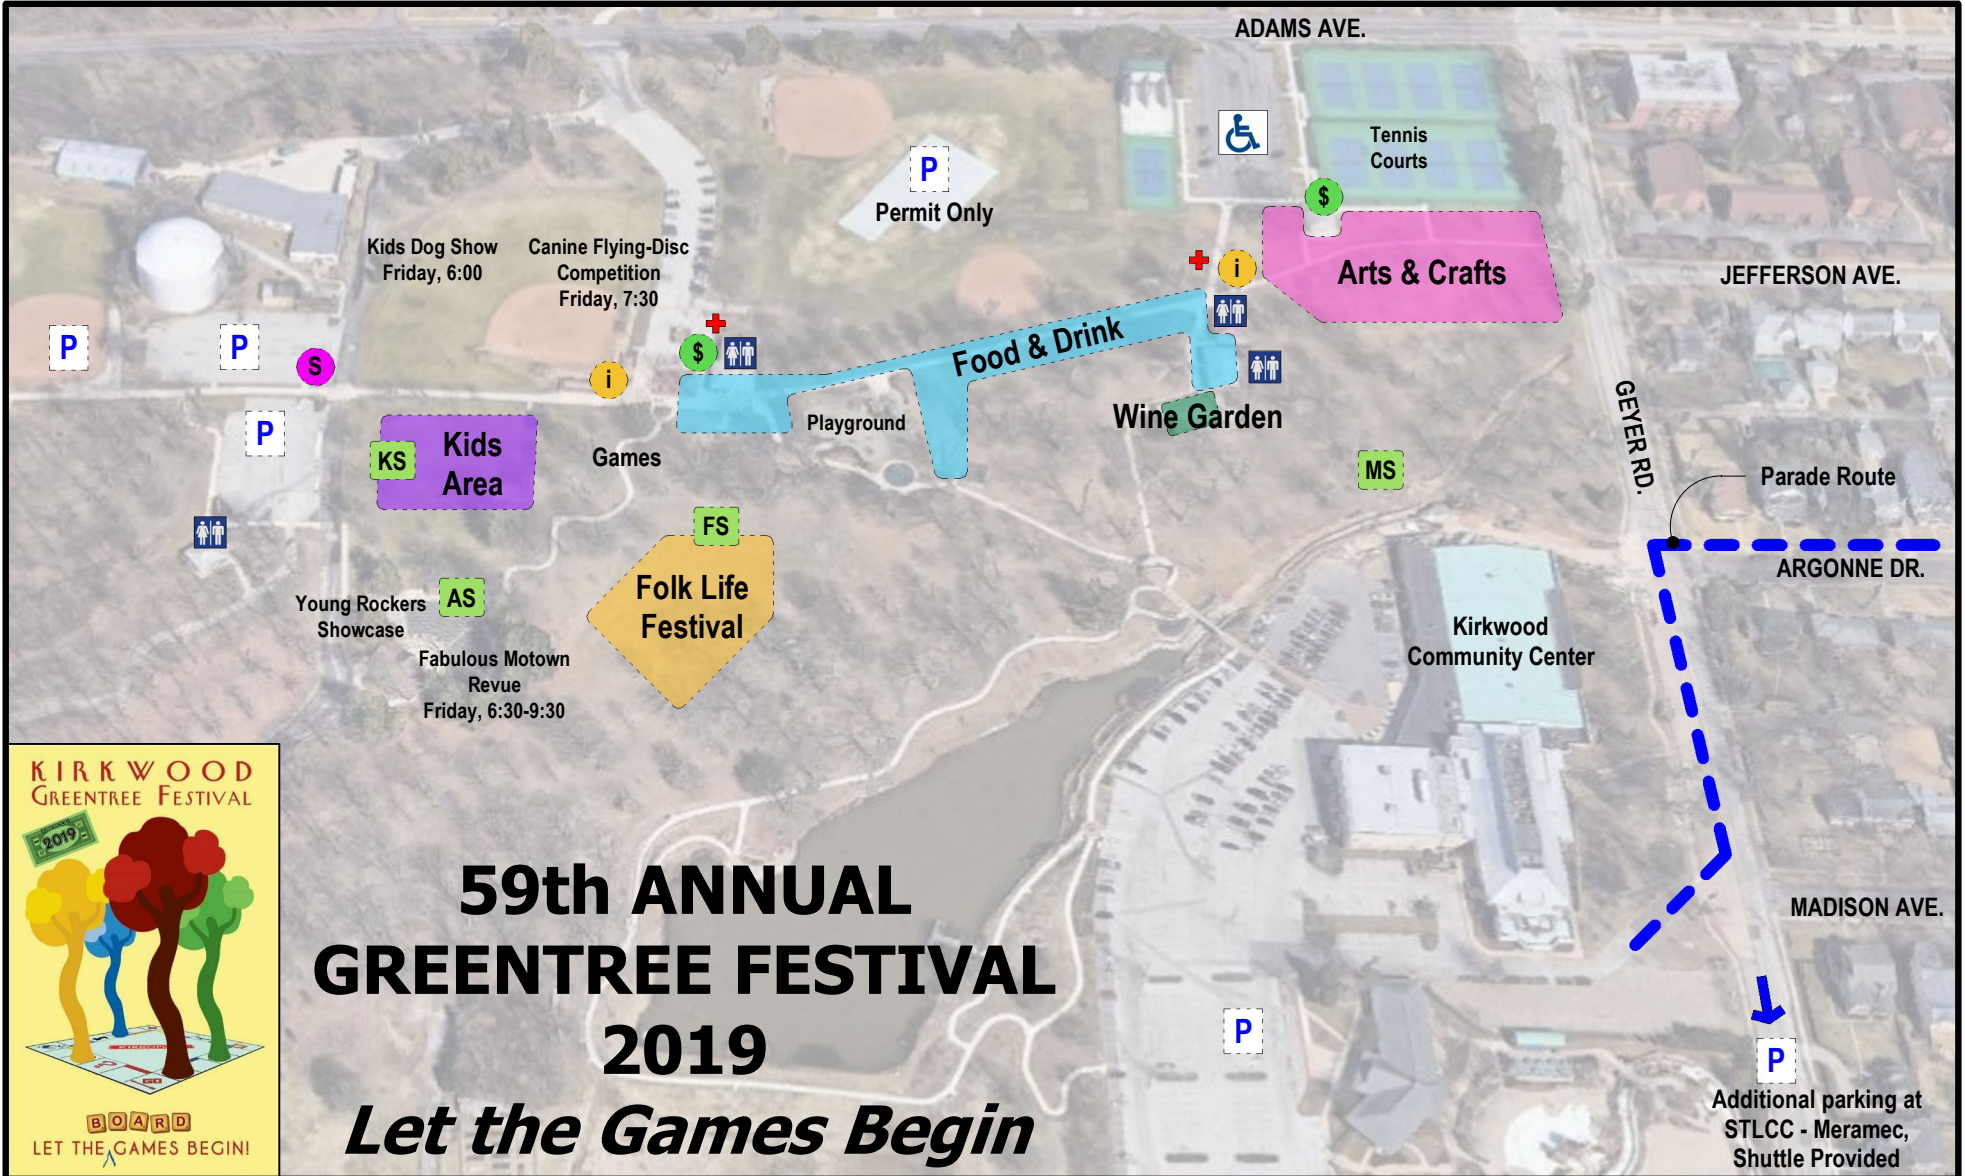 ADAMS AVE.
Tennis
Courts
P
Permit Only
$
Kids Dog Show
Friday, 6:00
Canine Flying-Disc
Competition
Friday, 7:30
i
Arts & Crafts
JEFFERSON AVE.
P
P
S
$
i
Food & Drink
GEYER RD.
P
KS
Kids
Area
Games
Playground
Wine Garden
MS
Parade Route
FS
ARGONNE DR.
Folk Life
Festival
AS
Young Rockers
Showcase
Fabulous Motown
Revue
Friday, 6:30-9:30
Kirkwood
Community Center
KIRKWOOD
GREENTREE FESTIVAL
2019
BOARD
LET THE GAMES BEGIN!
59th ANNUAL
GREENTREE FESTIVAL
2019
Let the Games Begin
MADISON AVE.
P
P
Additional parking at
STLCC - Meramec,
Shuttle Provided